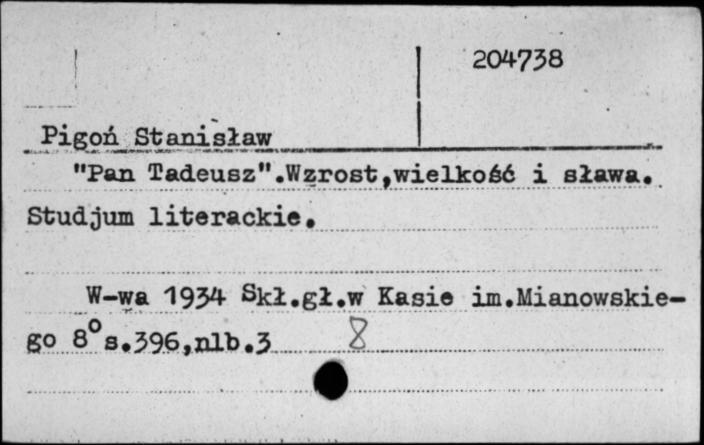 204738
Pigoń Stanisław
"Pan Tadeusz".Wzrost,wielkość i sława.
Studjum literackie.
W-wa 1934 Skł.gł.w Kasie im.Mianowskie-
go 8° s.396,nlb.3 8